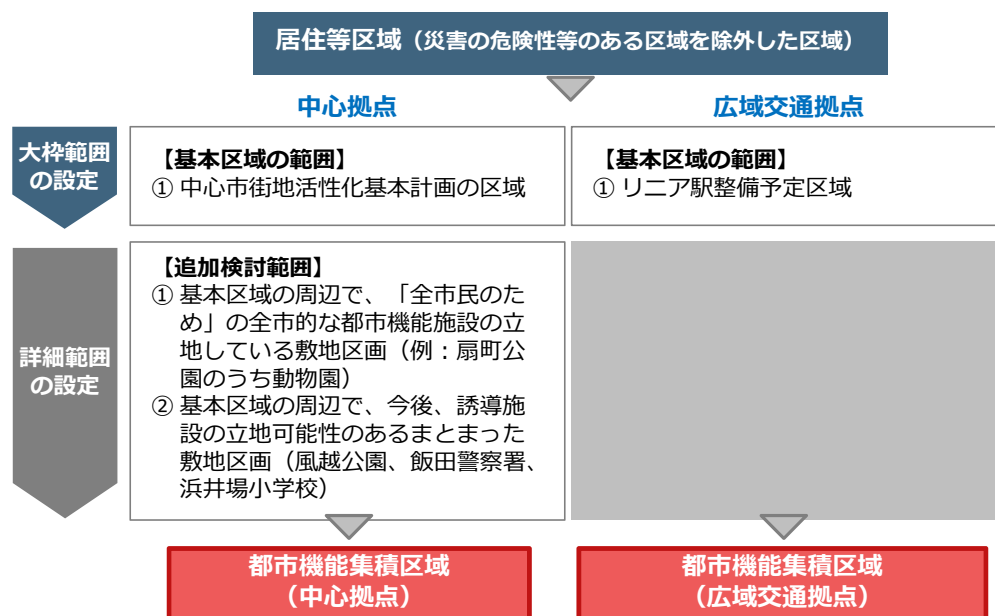 居住等区域（災害の危険性等のある区域を除外した区域）
中心拠点
広域交通拠点
大枠範囲
の設定
【基本区域の範囲】
① 中心市街地活性化基本計画の区域
【基本区域の範囲】
① リニア駅整備予定区域
詳細範囲
の設定
【追加検討範囲】
① 基本区域の周辺で、「全市民のた
め」の全市的な都市機能施設の立
地している敷地区画（例：扇町公
園のうち動物園）
② 基本区域の周辺で、今後、誘導施
設の立地可能性のあるまとまった
敷地区画（風越公園、飯田警察署、
浜井場小学校）
都市機能集積区域
（中心拠点）
都市機能集積区域
（広域交通拠点）